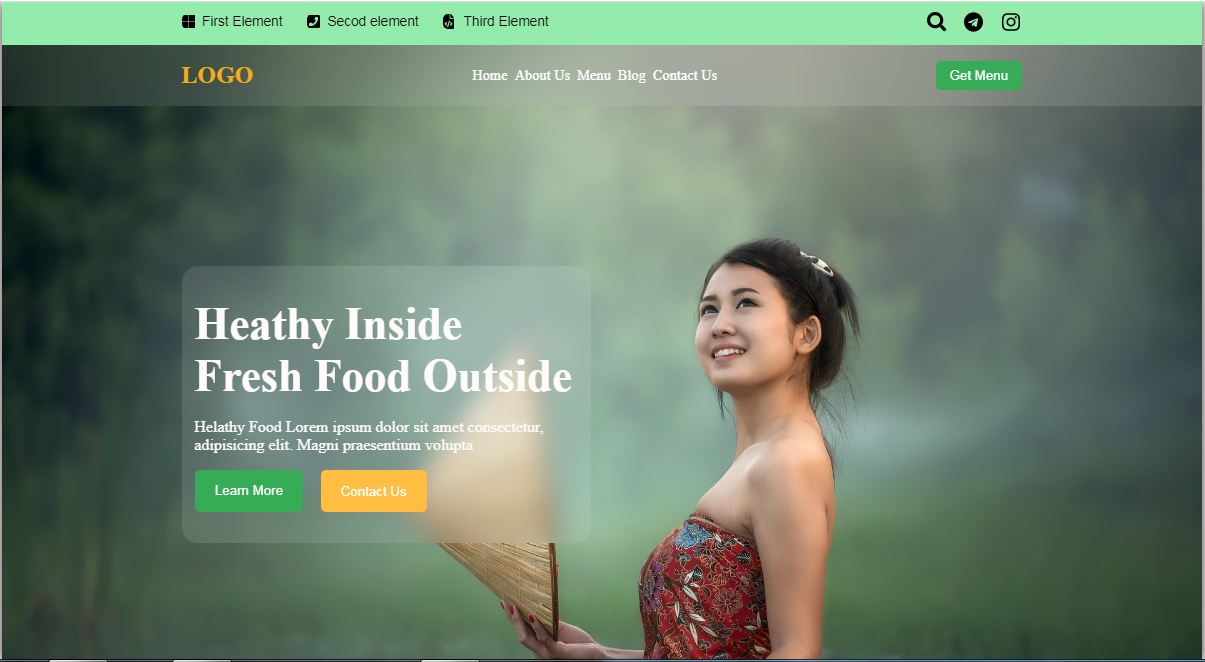 First Element Secod element Third Element
LOGO Home About Us Menu Blog Contact Us Get Menu
Heathy Inside
Fresh Food Outside
Helathy Food Lorem ipsum dolor sit amet consectetur,
adipisicing elit. Magni praesentium volupta
Learn More Contact Us